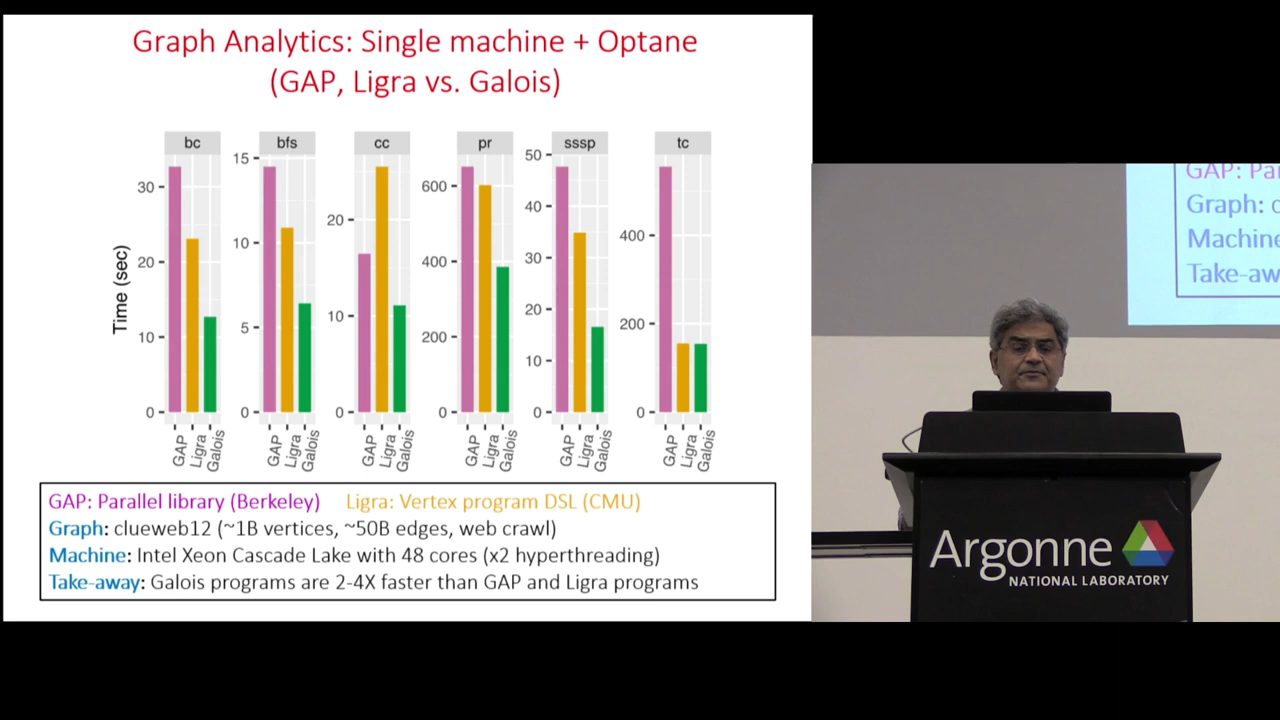 Graph Analytics: Single machine + Optane
(GAP, Ligra vs. Galois)
bc
bfs
cc
pr
sssp
tc
Time (sec)
30
20
10
0
15
10
5
0
20
10
0
600
400
200
0
50
40
30
20
10
0
400
200
0
GAP Ligra Galois
GAP Ligra Galois
GAP Ligra Galois
GAP Ligra Galois
GAP Ligra Galois
GAP Ligra Galois
GAP: Parallel library (Berkeley) Ligra: Vertex program DSL (CMU)
Graph: clueweb12 (~1B vertices, ~50B edges, web crawl)
Machine: Intel Xeon Cascade Lake with 48 cores (x2 hyperthreading)
Take-away: Galois programs are 2-4X faster than GAP and Ligra programs
GAP: Par
Graph: c
Machine
Take-aw
Argonne
NATIONAL LABORATORY